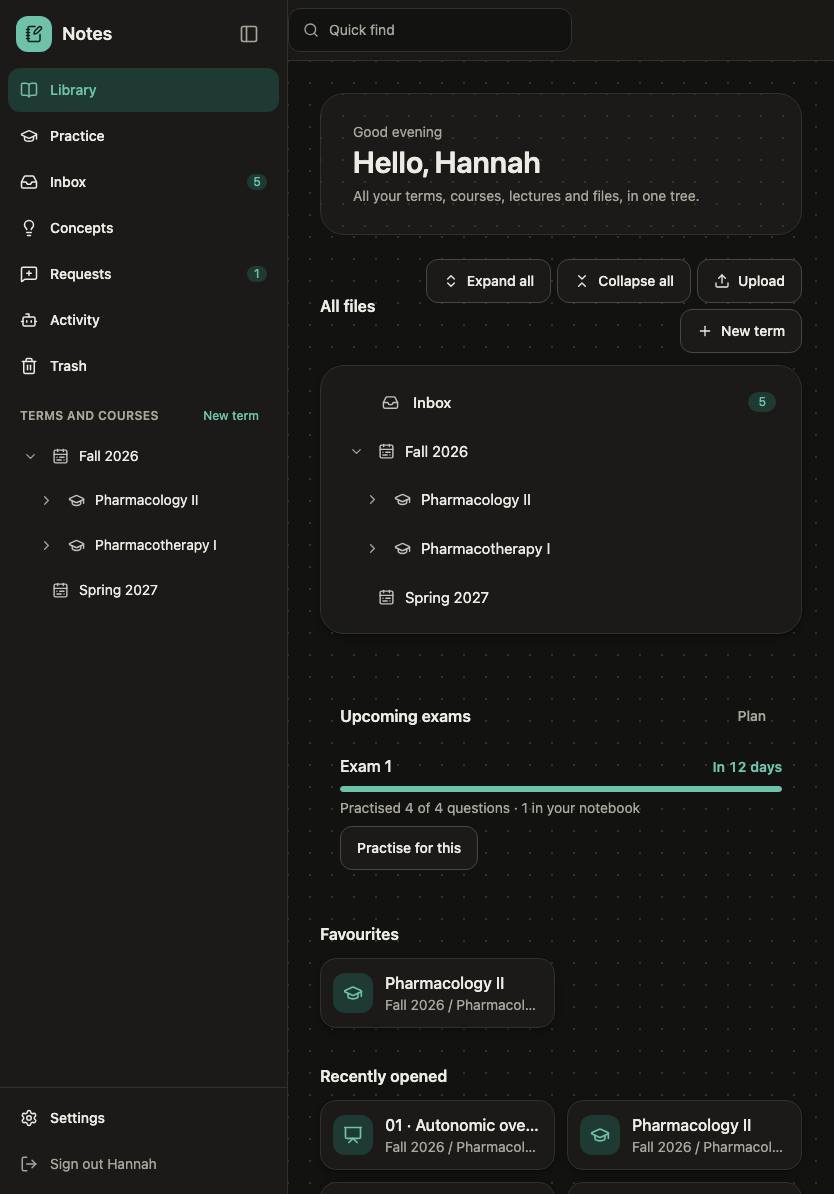 Notes
Quick find
Library
Practice
Inbox 5
Concepts
Requests 1
Activity
Trash
TERMS AND COURSES New term
Fall 2026
Pharmacology II
Pharmacotherapy I
Spring 2027
Settings
Sign out Hannah
Good evening
Hello, Hannah
All your terms, courses, lectures and files, in one tree.
All files
Expand all
Collapse all
Upload
New term
Inbox 5
Fall 2026
Pharmacology II
Pharmacotherapy I
Spring 2027
Upcoming exams Plan
Exam 1 In 12 days
Practised 4 of 4 questions · 1 in your notebook
Practise for this
Favourites
Pharmacology II
Fall 2026 / Pharmacol...
Recently opened
01 · Autonomic ove...
Fall 2026 / Pharmacol...
Pharmacology II
Fall 2026 / Pharmacol...